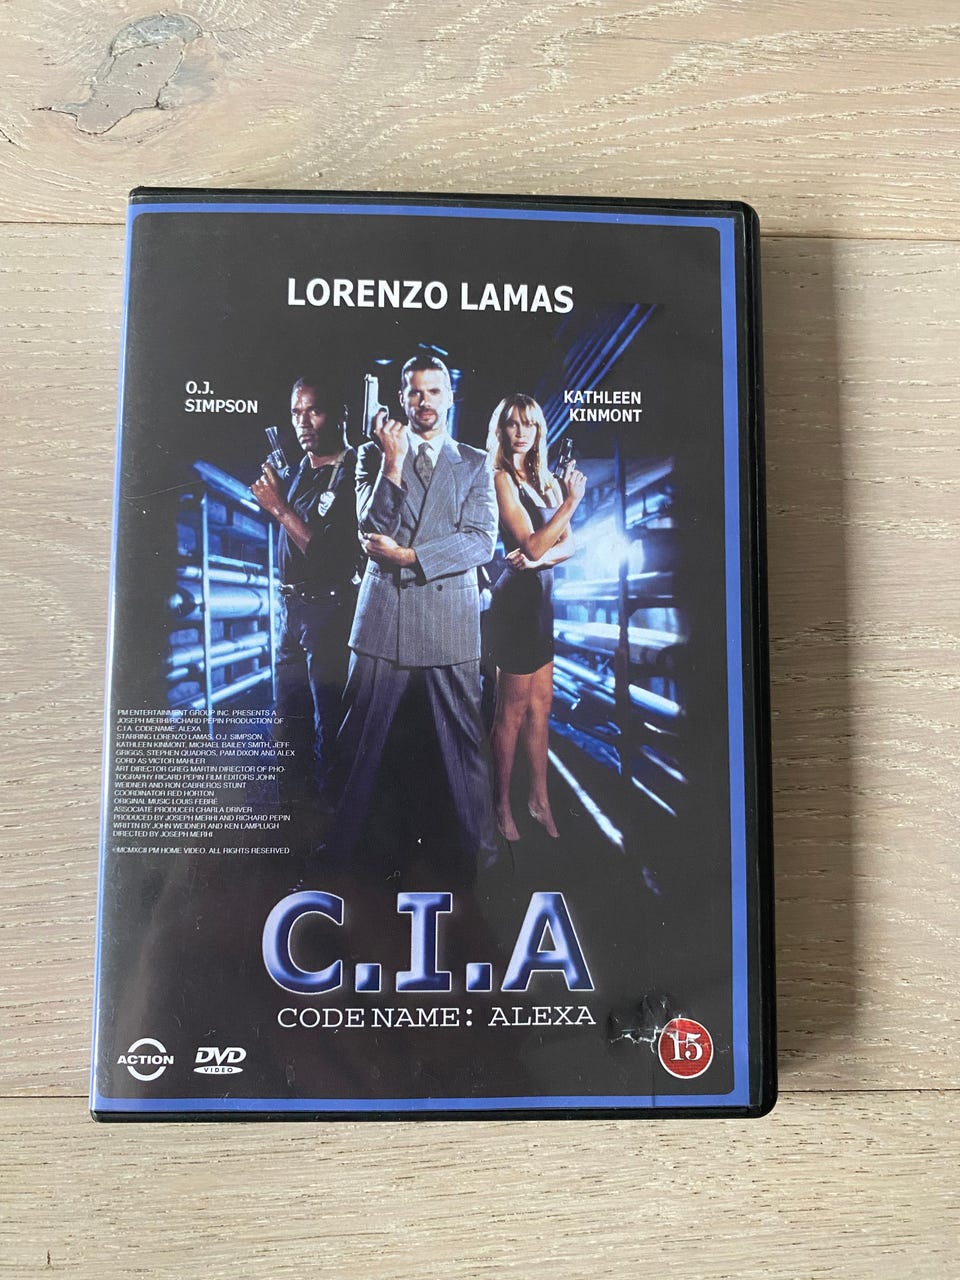 LORENZO LAMAS
O.J.
SIMPSON
KATHLEEN
KINMONT
PM ENTERTAINMENT GROUP INC. PRESENTS A
JOSEPH MERHI/RICHARD PEPIN PRODUCTION OF
C.I.A. CODENAME: ALEXA
STARRING LORENZO LAMAS, O.J. SIMPSON,
KATHLEEN KINMONT, MICHAEL BAILEY SMITH, JEFF
GRIGGS, STEPHEN QUADROS, PAM DIXON AND ALEX
CORD AS VICTOR MAHLER
ART DIRECTOR GREG MARTIN DIRECTOR OF PHO-
TOGRAPHY RICARD PEPIN FILM EDITORS JOHN
WEIDNER AND RON CABREROS STUNT
COORDINATOR RED HORTON
ORIGINAL MUSIC LOUIS FEBRÉ
ASSOCIATE PRODUCER CHARLA DRIVER
PRODUCED BY JOSEPH MERHI AND RICHARD PEPIN
WRITTN BY JOHN WEIDNER AND KEN LAMPLUGH
DIRECTED BY JOSEPH MERHI
©MCMXCII PM HOME VIDEO. ALL RIGHTS RESERVED
C.I.A
CODE NAME: ALEXA
ACTION
DVD
VIDEO
15